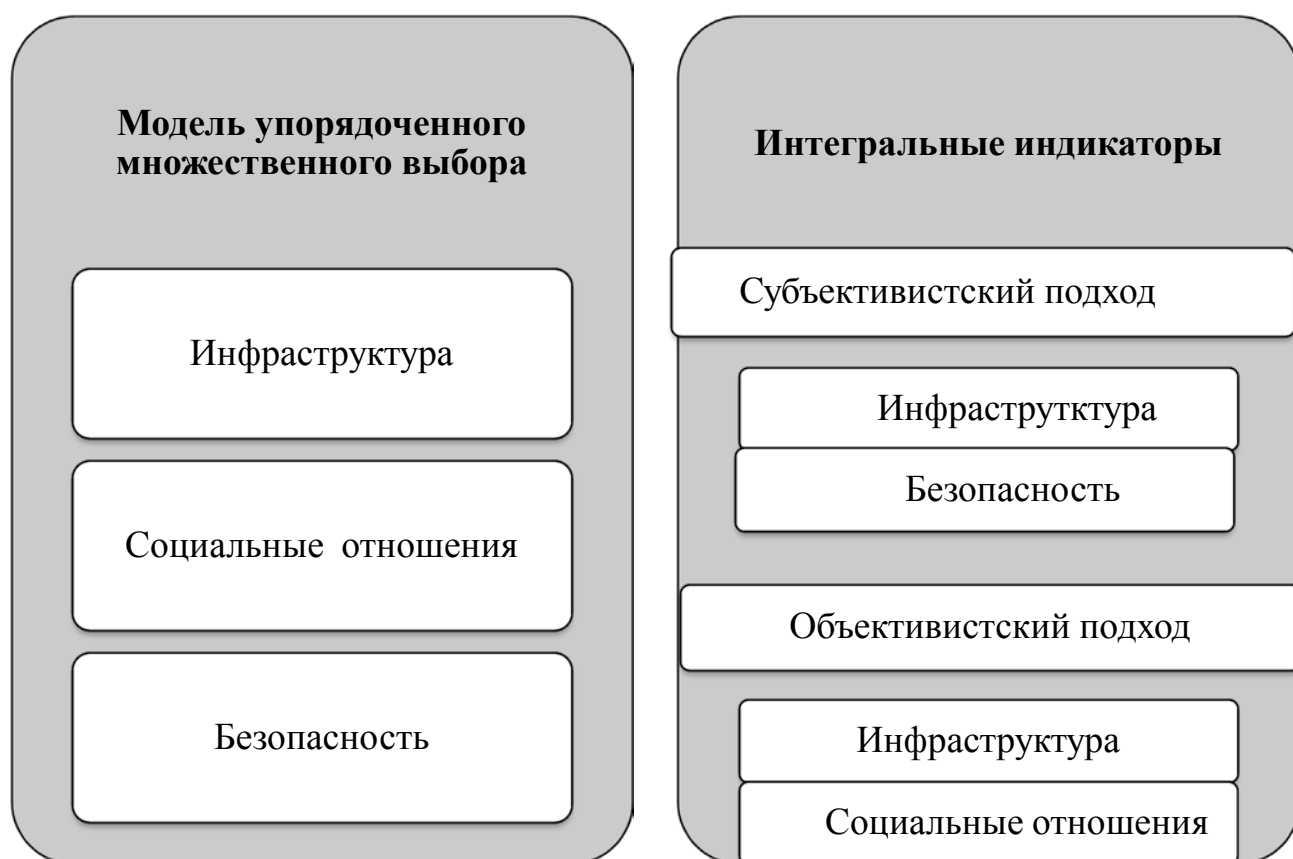 Модель упорядоченного
множественного выбора
Инфраструктура
Социальные отношения
Безопасность
Интегральные индикаторы
Субъективистский подход
Инфраструтктура
Безопасность
Объективистский подход
Инфраструктура
Социальные отношения